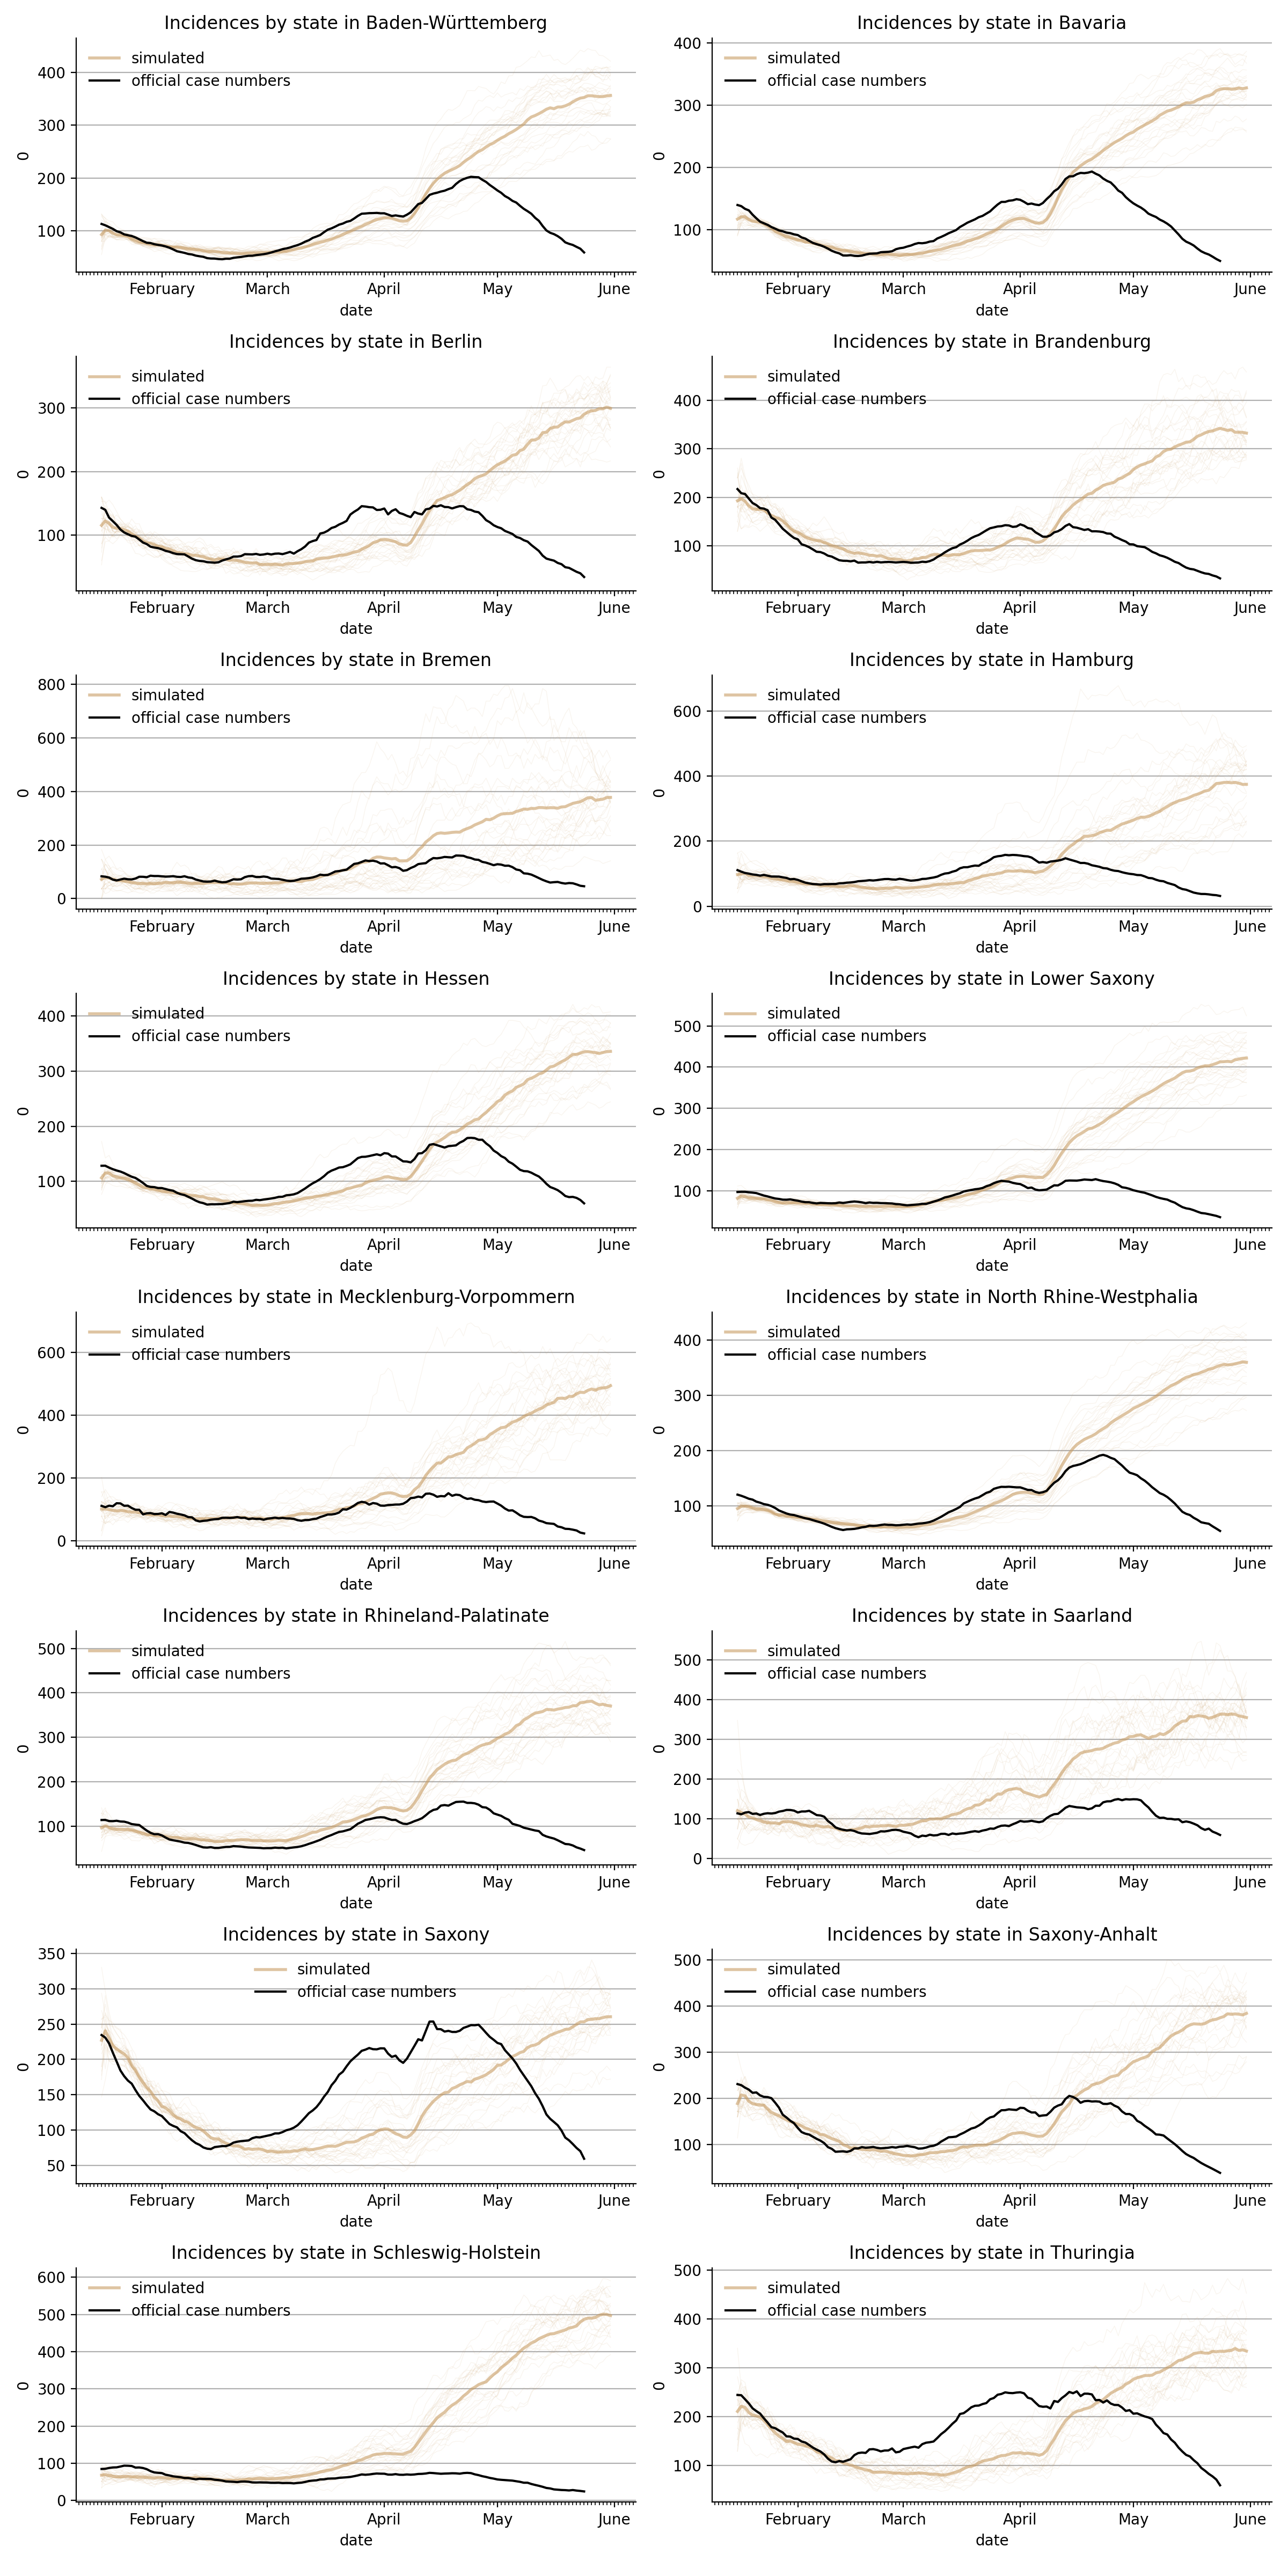 Incidences by state in Baden-Württemberg
simulated
official case numbers
400
300
200
100
0
February March April May June
date
Incidences by state in Bavaria
simulated
official case numbers
400
300
200
100
0
February March April May June
date
Incidences by state in Berlin
simulated
official case numbers
300
200
100
0
February March April May June
date
Incidences by state in Brandenburg
simulated
official case numbers
400
300
200
100
0
February March April May June
date
Incidences by state in Bremen
simulated
official case numbers
800
600
400
200
0
0
February March April May June
date
Incidences by state in Hamburg
simulated
official case numbers
600
400
200
0
0
February March April May June
date
Incidences by state in Hessen
simulated
official case numbers
400
300
200
100
0
February March April May June
date
Incidences by state in Lower Saxony
simulated
official case numbers
500
400
300
200
100
0
February March April May June
date
Incidences by state in Mecklenburg-Vorpommern
simulated
official case numbers
600
400
200
0
0
February March April May June
date
Incidences by state in North Rhine-Westphalia
simulated
official case numbers
400
300
200
100
0
February March April May June
date
Incidences by state in Rhineland-Palatinate
simulated
official case numbers
500
400
300
200
100
0
February March April May June
date
Incidences by state in Saarland
simulated
official case numbers
500
400
300
200
100
0
0
February March April May June
date
Incidences by state in Saxony
simulated
official case numbers
350
300
250
200
150
100
50
0
February March April May June
date
Incidences by state in Saxony-Anhalt
simulated
official case numbers
500
400
300
200
100
0
February March April May June
date
Incidences by state in Schleswig-Holstein
simulated
official case numbers
600
500
400
300
200
100
0
0
February March April May June
date
Incidences by state in Thuringia
simulated
official case numbers
500
400
300
200
100
0
February March April May June
date